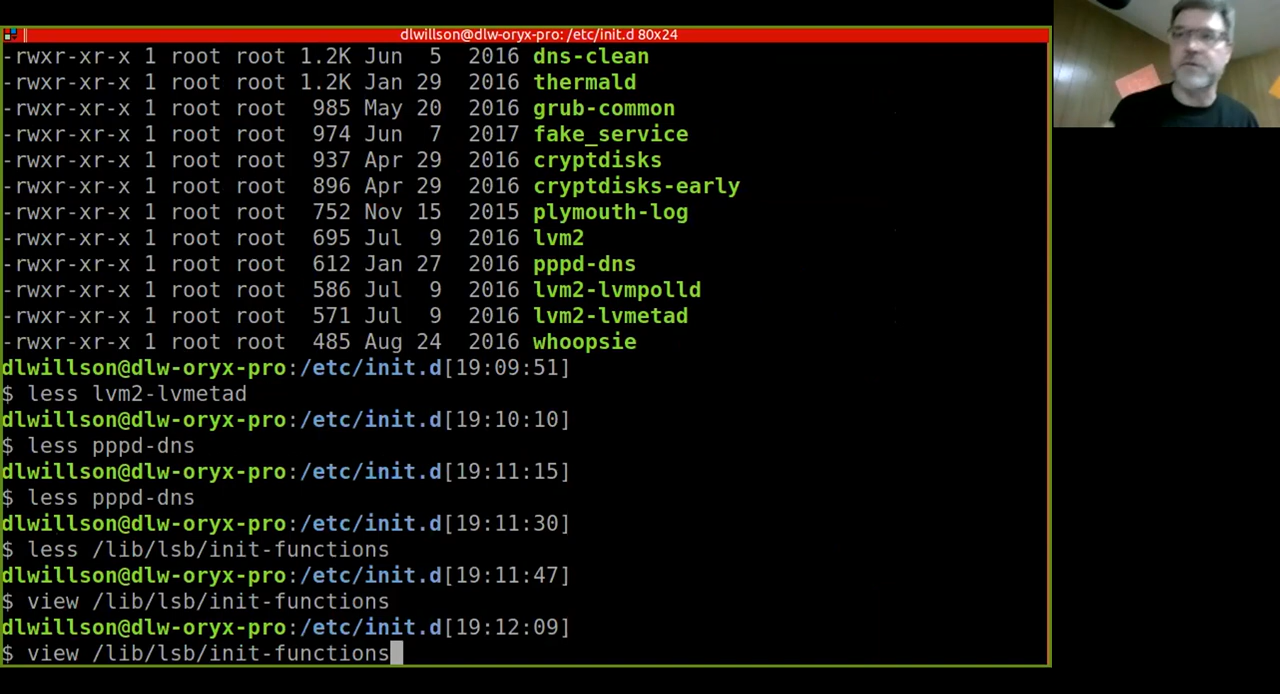 dlwillson@dlw-oryx-pro: /etc/init.d 80x24
-rwxr-xr-x 1 root root 1.2K Jun  5  2016 dns-clean
-rwxr-xr-x 1 root root 1.2K Jan 29  2016 thermald
-rwxr-xr-x 1 root root  985 May 20  2016 grub-common
-rwxr-xr-x 1 root root  974 Jun  7  2017 fake_service
-rwxr-xr-x 1 root root  937 Apr 29  2016 cryptdisks
-rwxr-xr-x 1 root root  896 Apr 29  2016 cryptdisks-early
-rwxr-xr-x 1 root root  752 Nov 15  2015 plymouth-log
-rwxr-xr-x 1 root root  695 Jul  9  2016 lvm2
-rwxr-xr-x 1 root root  612 Jan 27  2016 pppd-dns
-rwxr-xr-x 1 root root  586 Jul  9  2016 lvm2-lvmpolld
-rwxr-xr-x 1 root root  571 Jul  9  2016 lvm2-lvmetad
-rwxr-xr-x 1 root root  485 Aug 24  2016 whoopsie
dlwillson@dlw-oryx-pro:/etc/init.d[19:09:51]
$ less lvm2-lvmetad
dlwillson@dlw-oryx-pro:/etc/init.d[19:10:10]
$ less pppd-dns
dlwillson@dlw-oryx-pro:/etc/init.d[19:11:15]
$ less pppd-dns
dlwillson@dlw-oryx-pro:/etc/init.d[19:11:30]
$ less /lib/lsb/init-functions
dlwillson@dlw-oryx-pro:/etc/init.d[19:11:47]
$ view /lib/lsb/init-functions
dlwillson@dlw-oryx-pro:/etc/init.d[19:12:09]
$ view /lib/lsb/init-functions